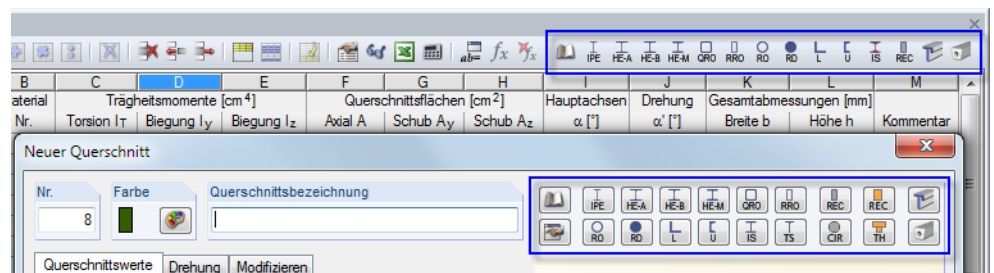 ab= fx fx IPE HE-A HE-B HE-M QRO RRO RO RD L U IS REC
B C D E F G H I J K L M
aterial Trägheitsmomente [cm⁴] Querschnittsflächen [cm²] Hauptachsen Drehung Gesamtabmessungen [mm]
Nr. Torsion IT Biegung Iy Biegung Iz Axial A Schub Ay Schub Az α [°] α' [°] Breite b Höhe h Kommentar
Neuer Querschnitt
Nr. Farbe Querschnittsbezeichnung
IPE HE-A HE-B HE-M QRO RRO REC REC
8
RO RD L U IS TS CIR TH
Querschnittswerte Drehung Modifizieren